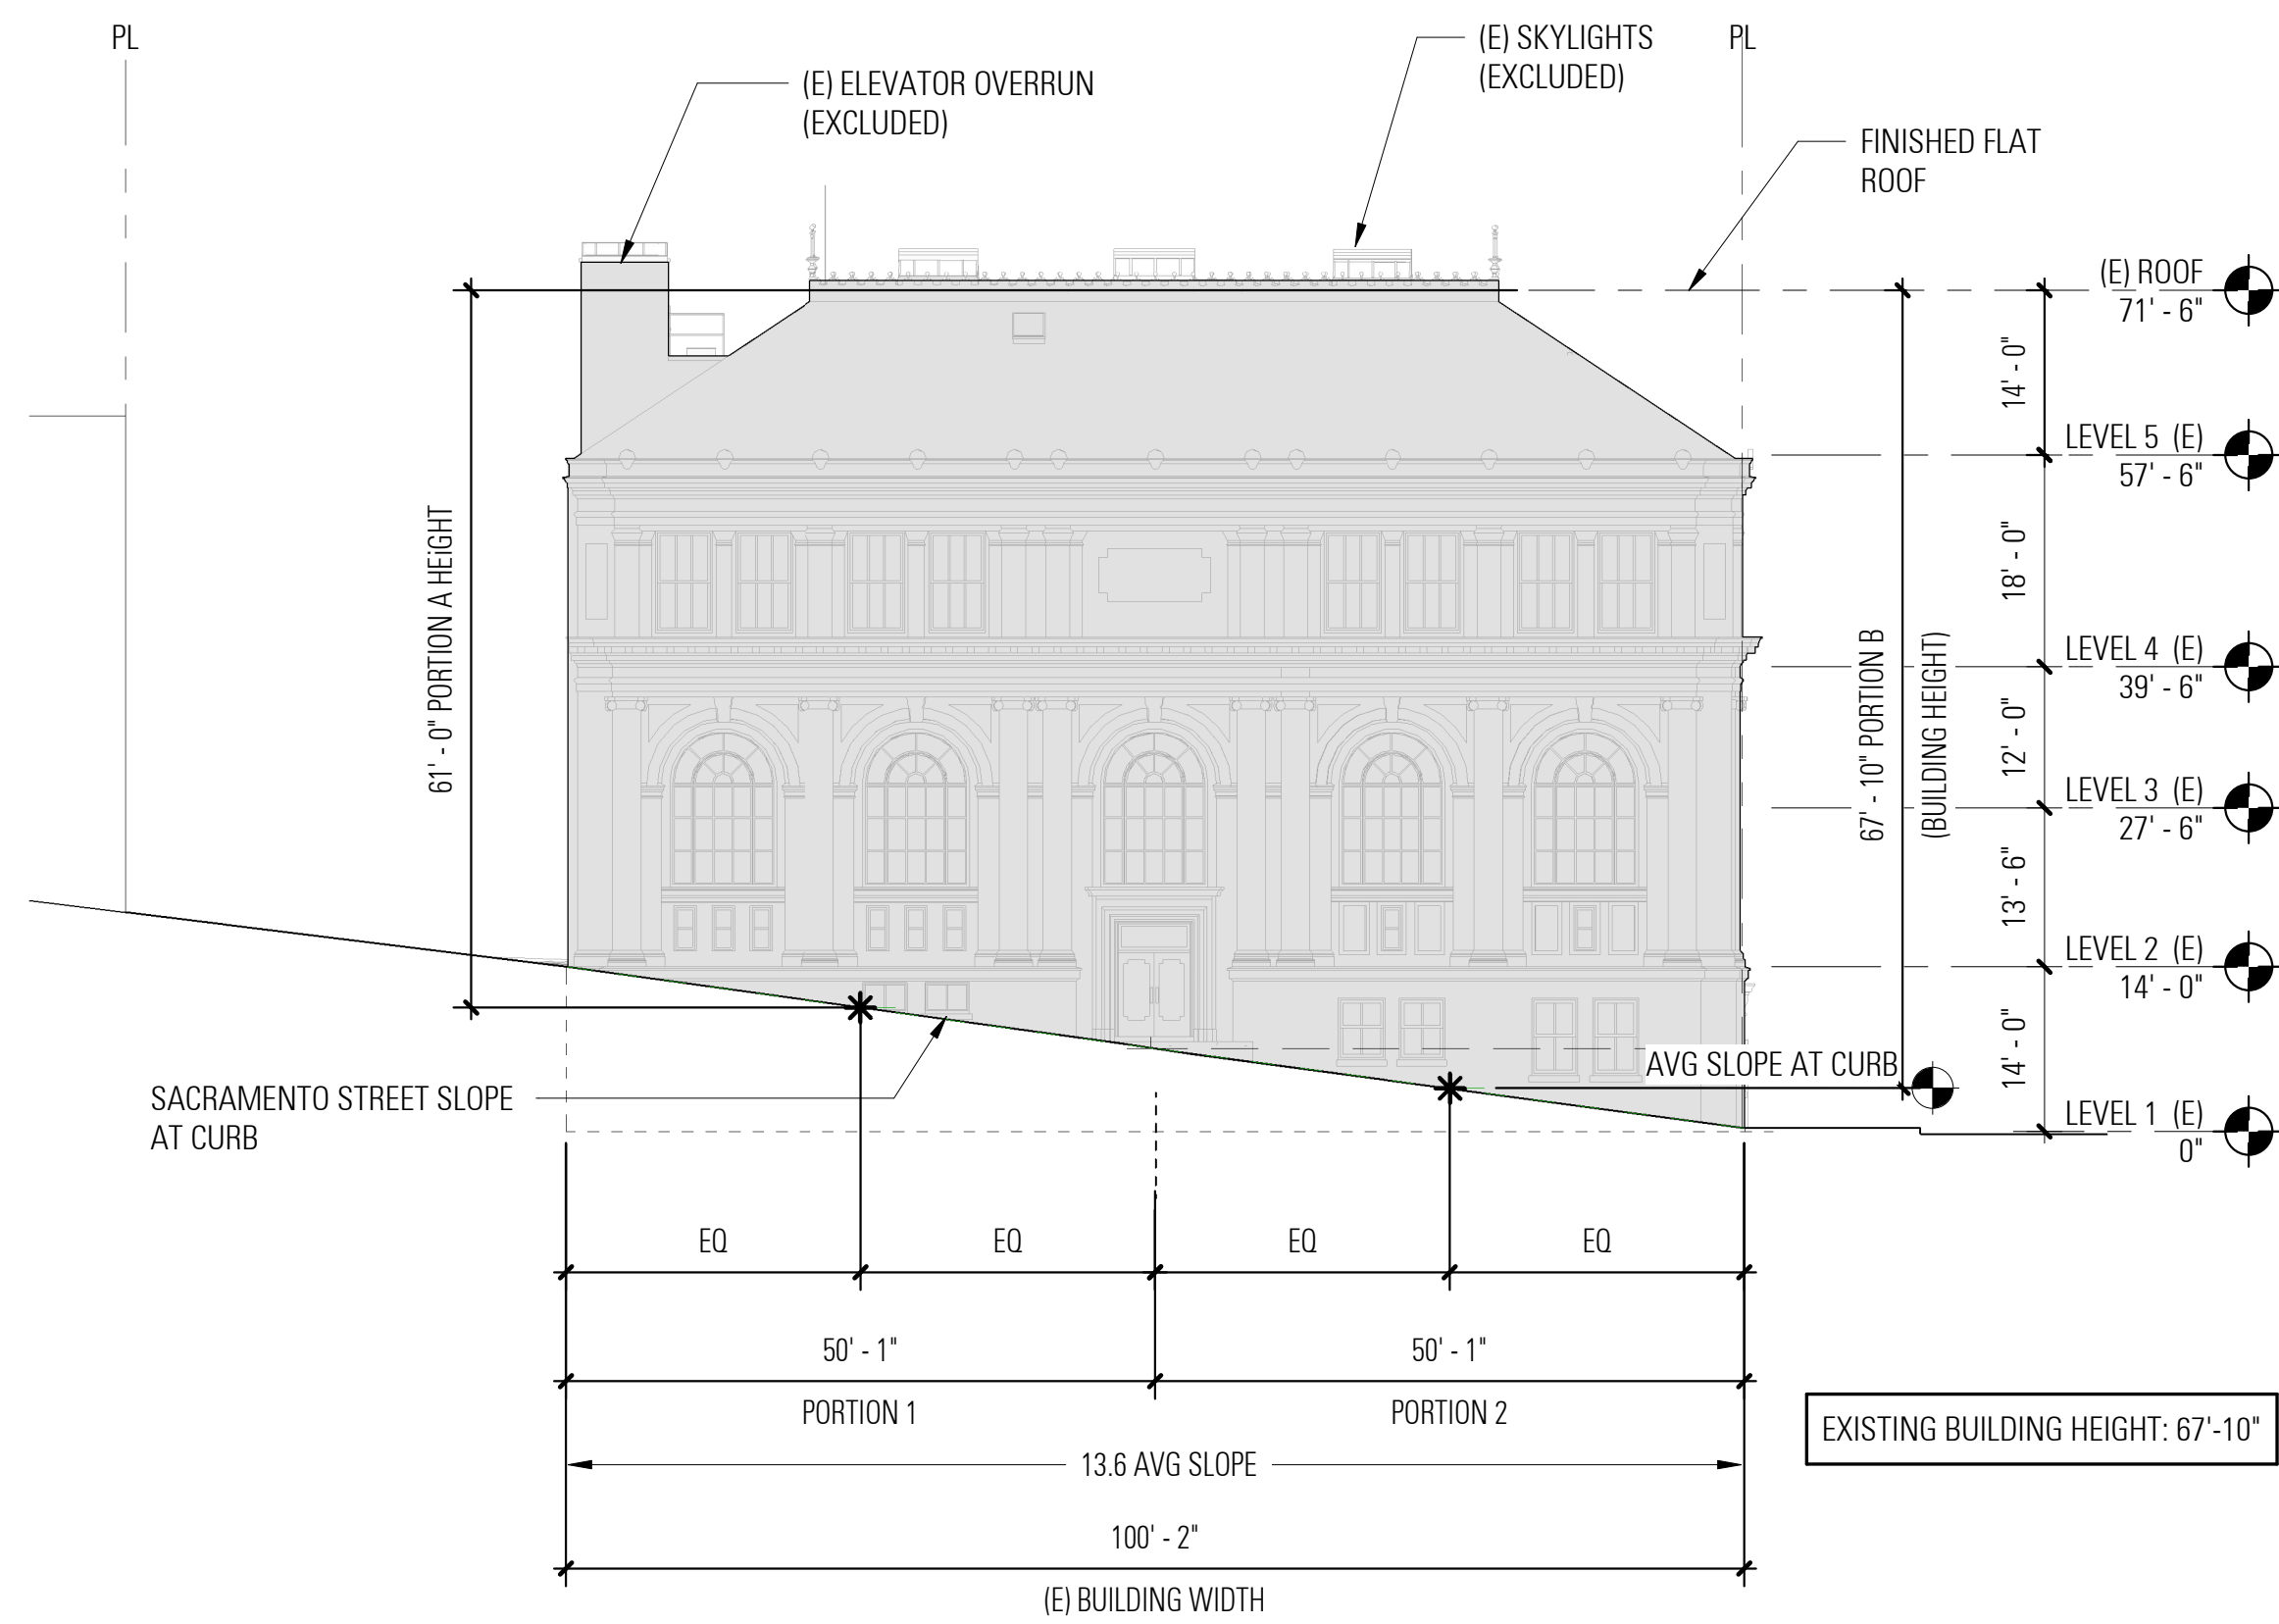 PL
(E) SKYLIGHTS
(EXCLUDED)
PL
(E) ELEVATOR OVERRUN
(EXCLUDED)
FINISHED FLAT
ROOF
(E) ROOF
71' - 6"
14' - 0"
LEVEL 5 (E)
57' - 6"
61' - 0" PORTION A HEiGHT
18' - 0"
67' - 10" PORTION B
(BUILDING HEIGHT)
LEVEL 4 (E)
39' - 6"
12' - 0"
LEVEL 3 (E)
27' - 6"
13' - 6"
LEVEL 2 (E)
14' - 0"
14' - 0"
AVG SLOPE AT CURB
SACRAMENTO STREET SLOPE
AT CURB
LEVEL 1 (E)
0"
EQ
EQ
EQ
EQ
50' - 1"
50' - 1"
PORTION 1
PORTION 2
EXISTING BUILDING HEIGHT: 67'-10"
13.6 AVG SLOPE
100' - 2"
(E) BUILDING WIDTH